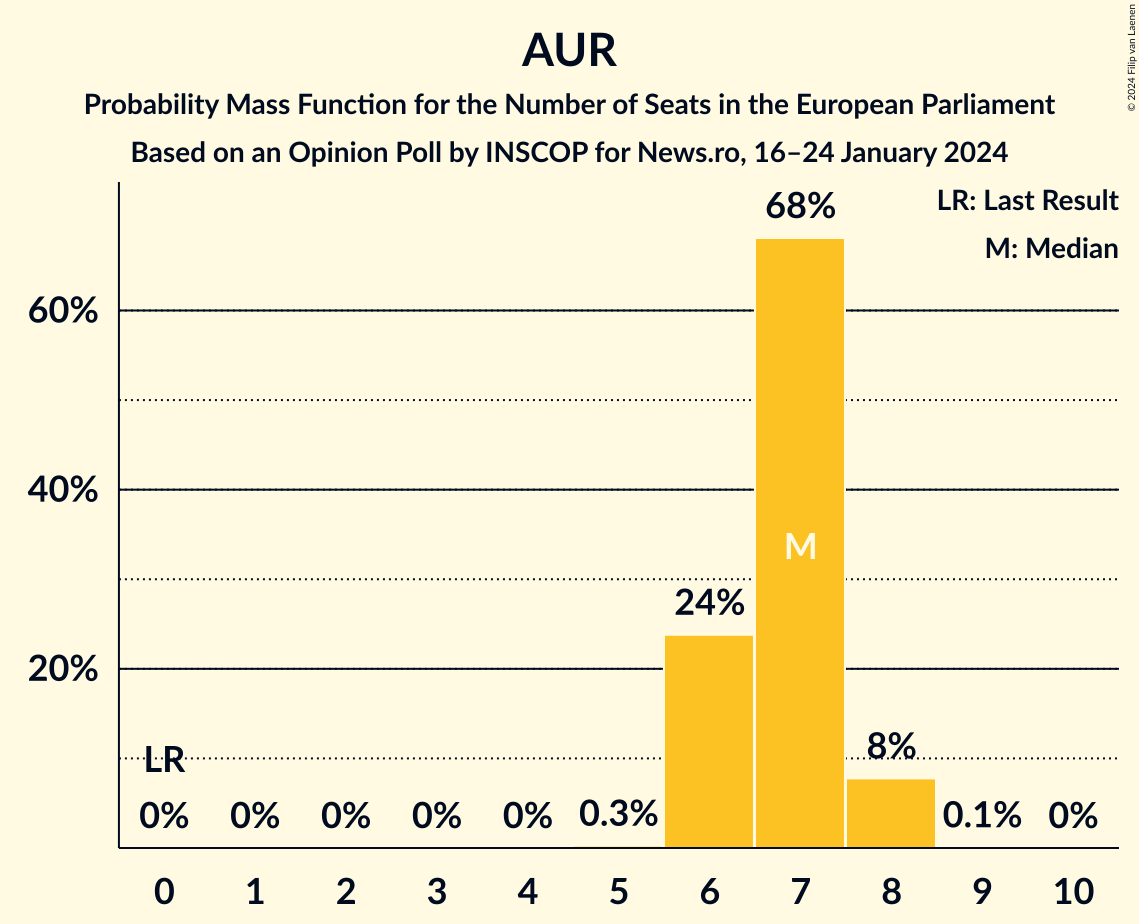 AUR
Probability Mass Function for the Number of Seats in the European Parliament
Based on an Opinion Poll by INSCOP for News.ro, 16–24 January 2024
© 2024 Filip van Laenen
LR: Last Result
M: Median
68%
60%
40%
M
24%
20%
LR
8%
0% 0% 0% 0% 0% 0.3% 0.1% 0%
0 1 2 3 4 5 6 7 8 9 10